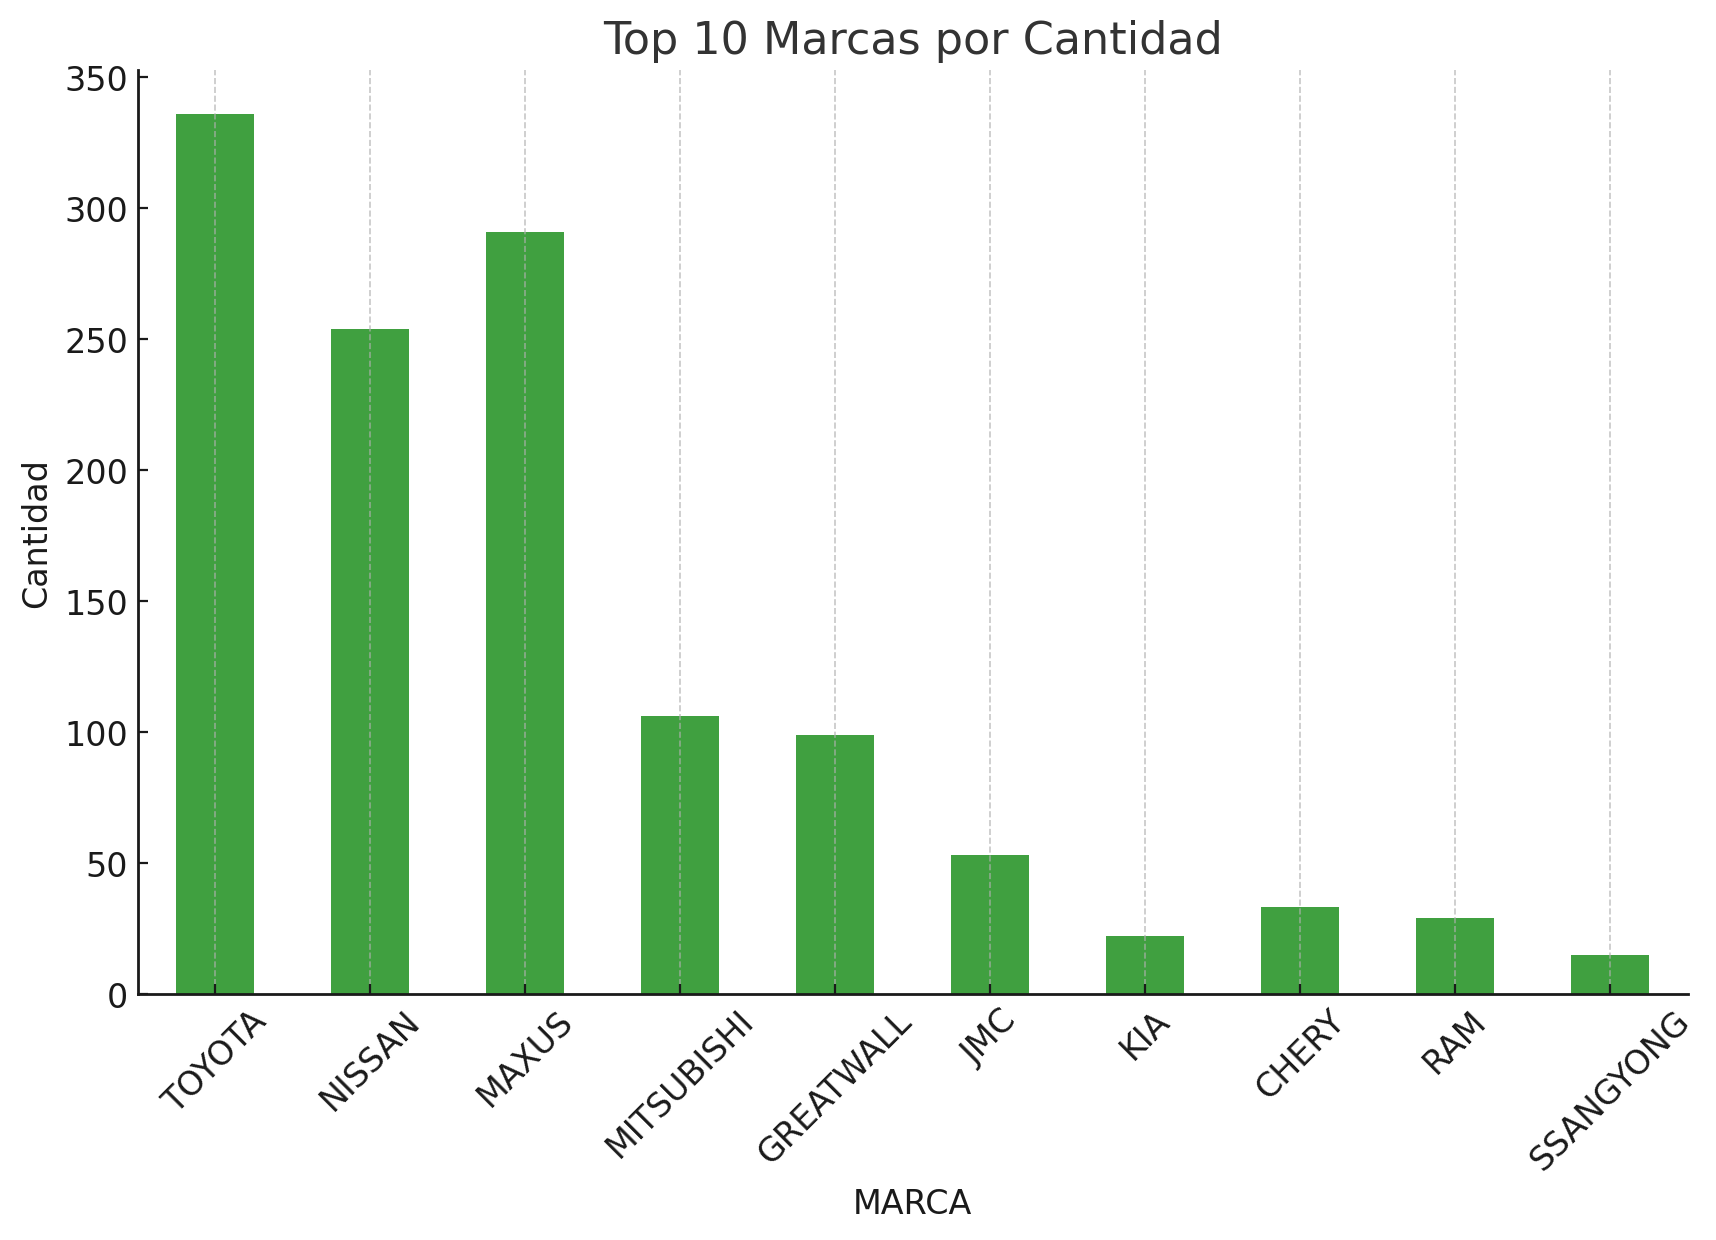 Top 10 Marcas por Cantidad
350
300
250
200
150
100
50
0
Cantidad
TOYOTA
NISSAN
MAXUS
MITSUBISHI
GREATWALL
JMC
KIA
CHERY
RAM
SSANGYONG
MARCA